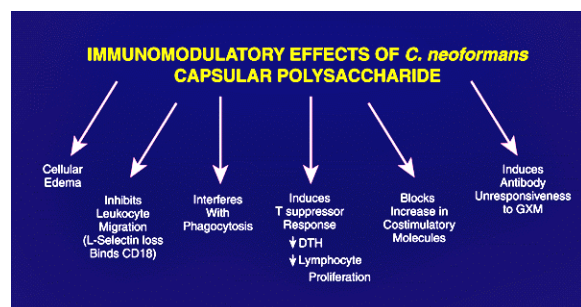 IMMUNOMODULATORY EFFECTS OF C. neoformans
CAPSULAR POLYSACCHARIDE
Cellular
Edema
Inhibits
Leukocyte
Migration
(L-Selectin loss
Binds CD18)
Interferes
With
Phagocytosis
Induces
T suppressor
Response
↓ DTH
↓ Lymphocyte
Proliferation
Blocks
Increase in
Costimulatory
Molecules
Induces
Antibody
Unresponsiveness
to GXM